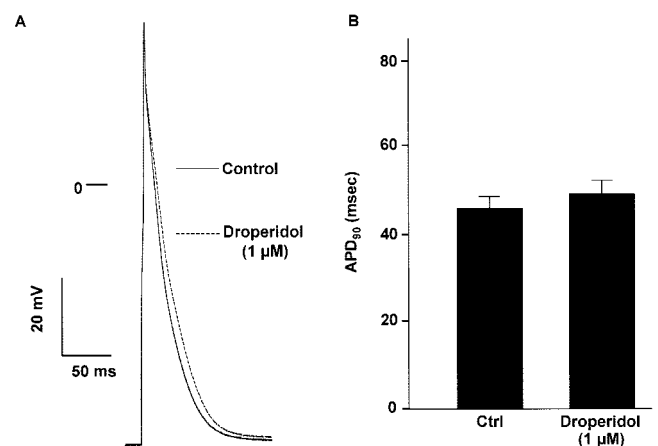 A
0
Control
Droperidol
(1 µM)
20 mV
50 ms
B
APD90 (msec)
80
60
40
20
0
Ctrl
Droperidol
(1 µM)